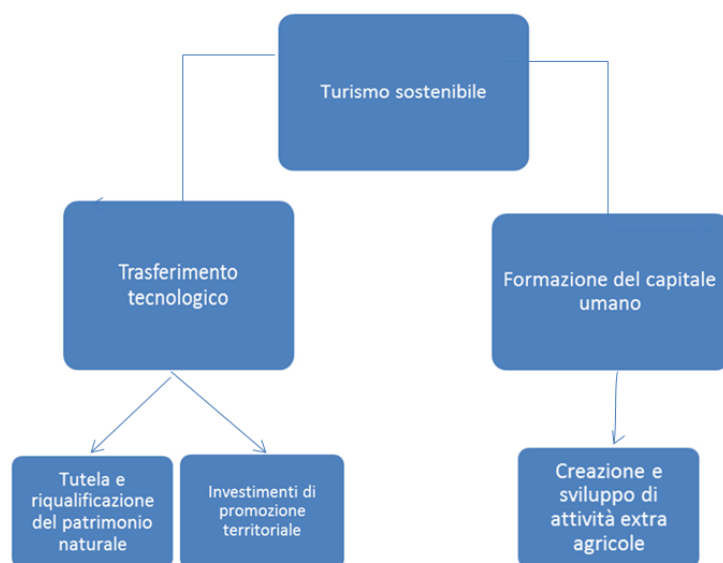 Turismo sostenibile
Trasferimento
tecnologico
Formazione del capitale
umano
Tutela e
riqualificazione
del patrimonio
naturale
Investimenti di
promozione
territoriale
Creazione e
sviluppo di
attività extra
agricole